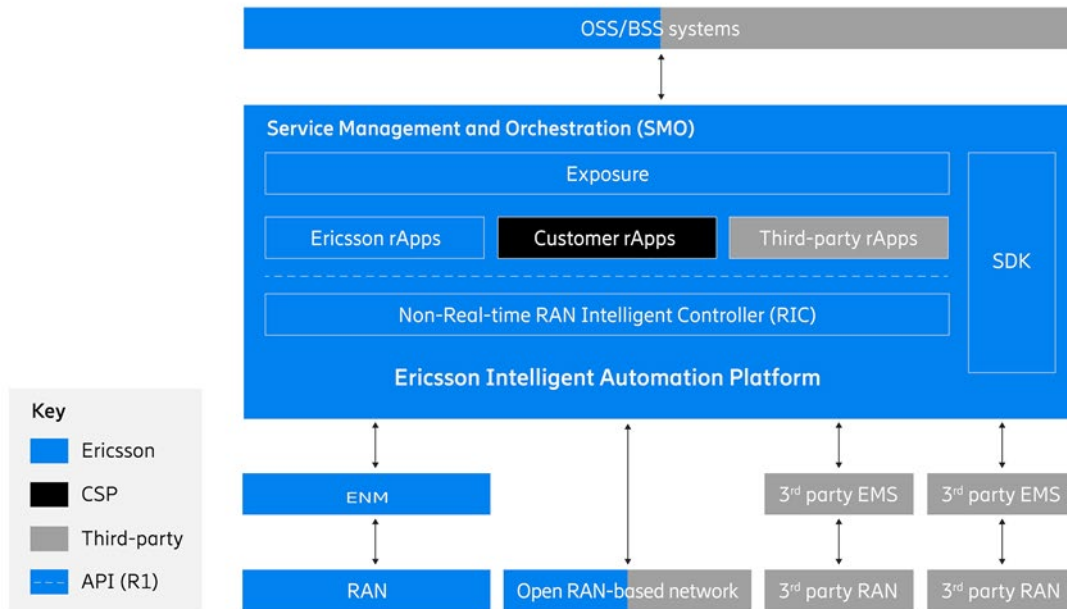 OSS/BSS systems
Service Management and Orchestration (SMO)
Exposure
Ericsson rApps
Customer rApps
Third-party rApps
SDK
Non-Real-time RAN Intelligent Controller (RIC)
Ericsson Intelligent Automation Platform
Key
Ericsson
CSP
Third-party
API (R1)
ENM
3rd party EMS
3rd party EMS
RAN
Open RAN-based network
3rd party RAN
3rd party RAN